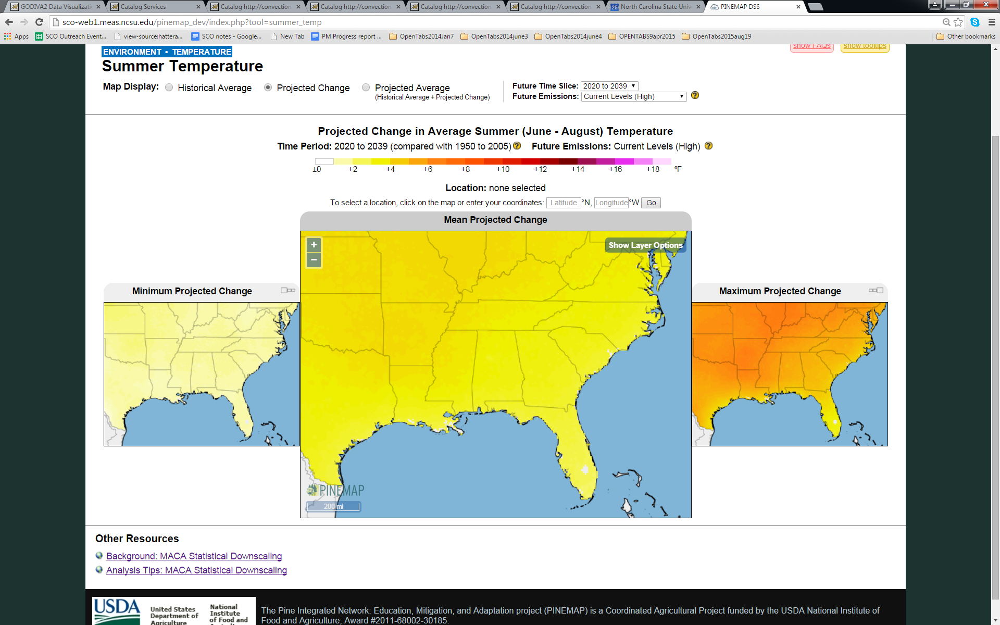 GODIVA2 Data Visualizati
Catalog Services
Catalog http://convection
Catalog http://convection
Catalog http://convection
Catalog http://convection
25 North Carolina State Univ
PINEMAP DSS
sco-web1.meas.ncsu.edu/pinemap_dev/index.php?tool=summer_temp
Apps SCO Outreach Event... view-source:hattera... SCO notes - Google... New Tab PM Progress report ... OpenTabs2014Jan7 OpenTabs2014june3 OpenTabs2014june4 OPENTABS9apr2015 OpenTabs2015aug19 Other bookmarks
ENVIRONMENT • TEMPERATURE
show FAQs show tooltips
Summer Temperature
Map Display: Historical Average Projected Change Projected Average
(Historical Average + Projected Change)
Future Time Slice: 2020 to 2039
Future Emissions: Current Levels (High) ?
Projected Change in Average Summer (June - August) Temperature
Time Period: 2020 to 2039 (compared with 1950 to 2005) ? Future Emissions: Current Levels (High) ?
±0 +2 +4 +6 +8 +10 +12 +14 +16 +18 ºF
Location: none selected
To select a location, click on the map or enter your coordinates: Latitude °N, Longitude °W Go
Mean Projected Change
+
−
Show Layer Options
Minimum Projected Change
Maximum Projected Change
PINEMAP
200 mi
Other Resources
Background: MACA Statistical Downscaling
Analysis Tips: MACA Statistical Downscaling
USDA
United States
Department of
Agriculture
National
Institute
of Food and
The Pine Integrated Network: Education, Mitigation, and Adaptation project (PINEMAP) is a Coordinated Agricultural Project funded by the USDA National Institute of
Food and Agriculture, Award #2011-68002-30185.